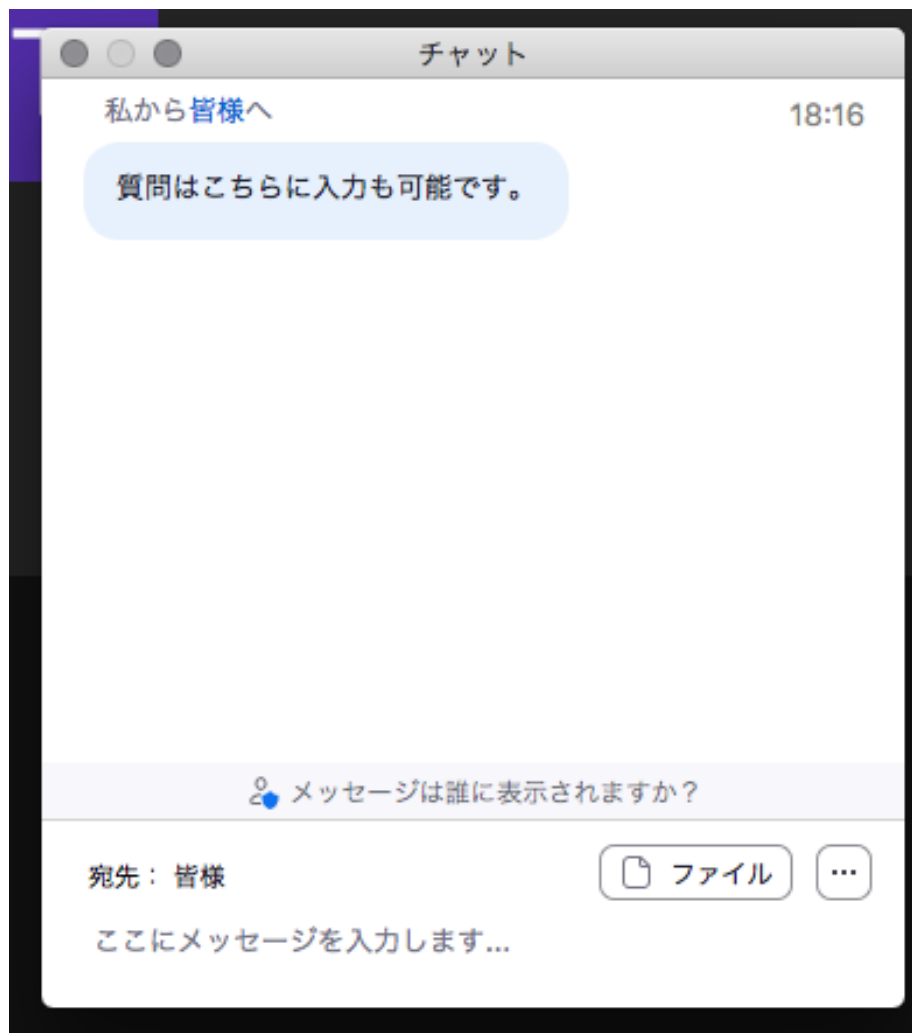 チャット
私から皆様へ 18:16
質問はこちらに入力も可能です。
メッセージは誰に表示されますか？
宛先： 皆様 ファイル ...
ここにメッセージを入力します...